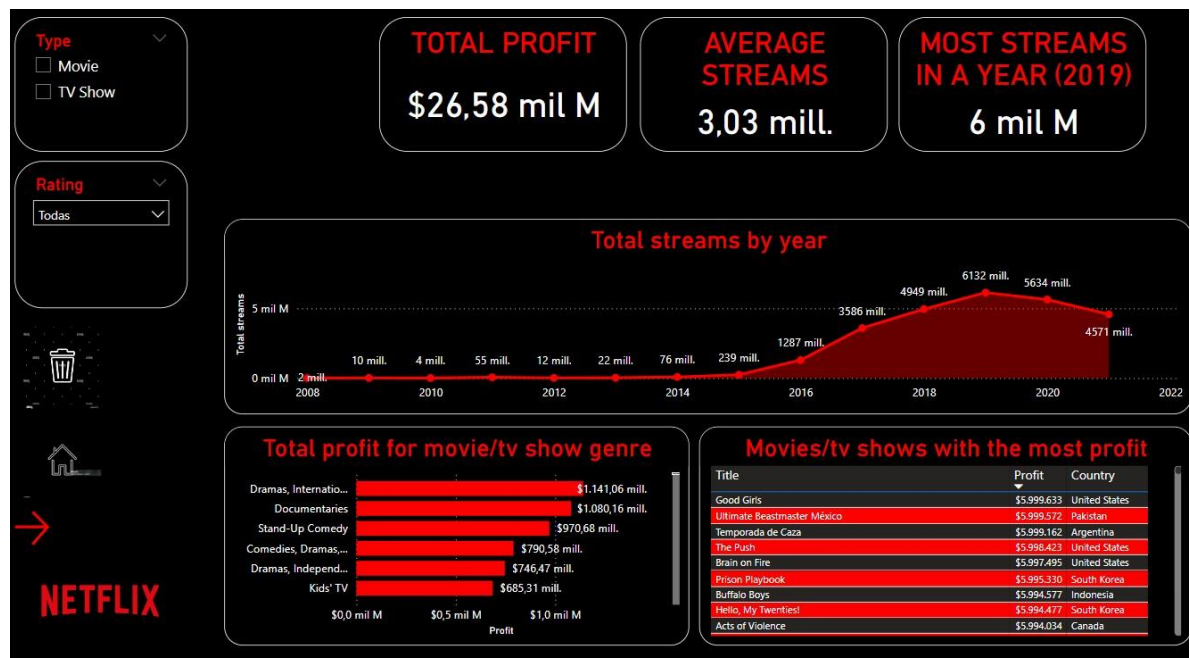 Type
Movie
TV Show
Rating
Todas
NETFLIX
TOTAL PROFIT
$26,58 mil M
AVERAGE
STREAMS
3,03 mill.
MOST STREAMS
IN A YEAR (2019)
6 mil M
Total streams by year
Total streams
5 mil M
0 mil M
2 mill.
10 mill.
4 mill.
55 mill.
12 mill.
22 mill.
76 mill.
239 mill.
1287 mill.
3586 mill.
4949 mill.
6132 mill.
5634 mill.
4571 mill.
2008 2010 2012 2014 2016 2018 2020 2022
Total profit for movie/tv show genre
Dramas, Internatio... $1.141,06 mill.
Documentaries $1.080,16 mill.
Stand-Up Comedy $970,68 mill.
Comedies, Dramas,... $790,58 mill.
Dramas, Independ... $746,47 mill.
Kids' TV $685,31 mill.
$0,0 mil M $0,5 mil M $1,0 mil M
Profit
Movies/tv shows with the most profit
Title Profit Country
Good Girls $5.999.633 United States
Ultimate Beastmaster México $5.999.572 Pakistan
Temporada de Caza $5.999.162 Argentina
The Push $5.998.423 United States
Brain on Fire $5.997.495 United States
Prison Playbook $5.995.330 South Korea
Buffalo Boys $5.994.577 Indonesia
Hello, My Twenties! $5.994.477 South Korea
Acts of Violence $5.994.034 Canada